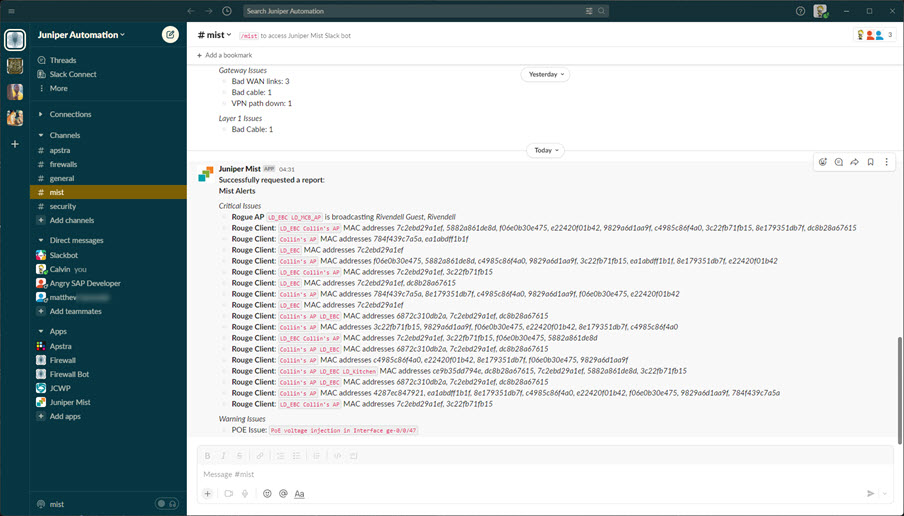 Search Juniper Automation
Juniper Automation
Threads
Slack Connect
More
Connections
Channels
# apstra
# firewalls
# general
# mist
# security
Add channels
Direct messages
Slackbot
Calvin you
Angry SAP Developer
matthew
Add teammates
Apps
Apstra
Firewall
Firewall Bot
JCWP
Juniper Mist
Add apps
mist
# mist
/mist to access Juniper Mist Slack bot
3
+ Add a bookmark
Yesterday
Gateway Issues
Bad WAN links: 3
Bad cable: 1
VPN path down: 1
Layer 1 Issues
Bad Cable: 1
Today
Juniper Mist APP 04:31
Successfully requested a report:
Mist Alerts
Critical Issues
Rogue AP LD_EBC LD_MCB_AP is broadcasting Rivendell Guest, Rivendell
Rouge Client: LD_EBC Collin's AP MAC addresses 7c2ebd29a1ef, 5882a861de8d, f06e0b30e475, e22420f01b42, 9829a6d1aa9f, c4985c86f4a0, 3c22fb71fb15, 8e179351db7f, dc8b28a67615
Rouge Client: Collin's AP MAC addresses 784f439c7a5a, ea1abdff1b1f
Rouge Client: LD_EBC MAC addresses 7c2ebd29a1ef
Rouge Client: Collin's AP MAC addresses f06e0b30e475, 5882a861de8d, c4985c86f4a0, 9829a6d1aa9f, 3c22fb71fb15, ea1abdff1b1f, 8e179351db7f, e22420f01b42
Rouge Client: LD_EBC Collin's AP MAC addresses 7c2ebd29a1ef, 3c22fb71fb15
Rouge Client: LD_EBC MAC addresses 7c2ebd29a1ef, dc8b28a67615
Rouge Client: Collin's AP MAC addresses 784f439c7a5a, 8e179351db7f, c4985c86f4a0, 9829a6d1aa9f, f06e0b30e475, e22420f01b42
Rouge Client: LD_EBC MAC addresses 7c2ebd29a1ef
Rouge Client: Collin's AP LD_EBC MAC addresses 6872c310db2a, 7c2ebd29a1ef, dc8b28a67615
Rouge Client: Collin's AP MAC addresses 3c22fb71fb15, 9829a6d1aa9f, f06e0b30e475, e22420f01b42, 8e179351db7f, c4985c86f4a0
Rouge Client: LD_EBC Collin's AP MAC addresses 7c2ebd29a1ef, 3c22fb71fb15, f06e0b30e475, 5882a861de8d
Rouge Client: Collin's AP LD_EBC MAC addresses 6872c310db2a, 7c2ebd29a1ef, dc8b28a67615
Rouge Client: Collin's AP MAC addresses c4985c86f4a0, e22420f01b42, 8e179351db7f, f06e0b30e475, 9829a6d1aa9f
Rouge Client: Collin's AP LD_EBC LD_Kitchen MAC addresses ce9b35dd794e, dc8b28a67615, 7c2ebd29a1ef, 5882a861de8d, 3c22fb71fb15
Rouge Client: Collin's AP LD_EBC MAC addresses 6872c310db2a, 7c2ebd29a1ef, dc8b28a67615
Rouge Client: Collin's AP MAC addresses 4287ec847921, ea1abdff1b1f, 8e179351db7f, c4985c86f4a0, e22420f01b42, f06e0b30e475, 9829a6d1aa9f, 784f439c7a5a
Rouge Client: LD_EBC Collin's AP MAC addresses 7c2ebd29a1ef, 3c22fb71fb15
Warning Issues
POE Issue: PoE voltage injection in Interface ge-0/0/47
B I S
Message #mist
+ @ Aa